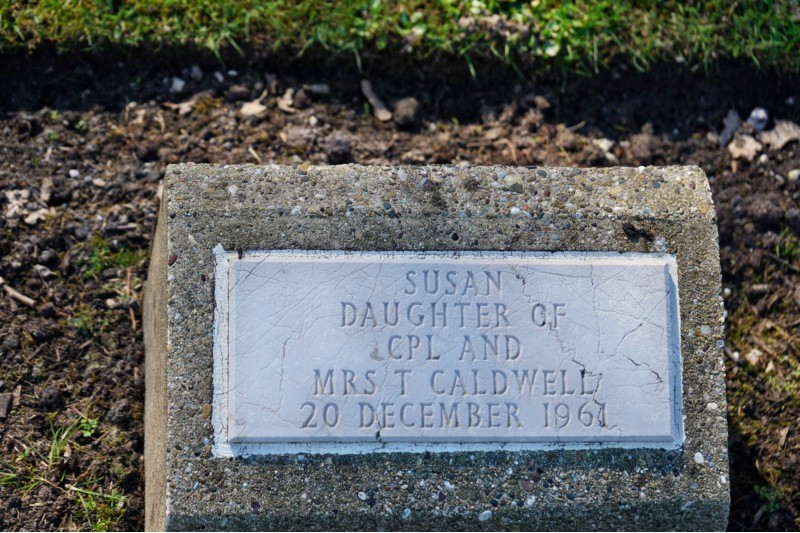 SUSAN
DAUGHTER OF
CPL AND
MRS T CALDWELL
20 DECEMBER 1961